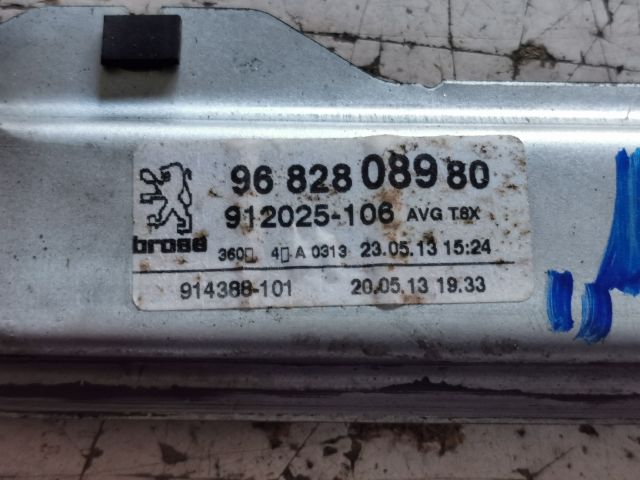 96 828 089 80
912025-106 AVG T.8X
brose
360▯ 4▯ A 0313 23.05.13 15:24
914388-101 20.05.13 19.33